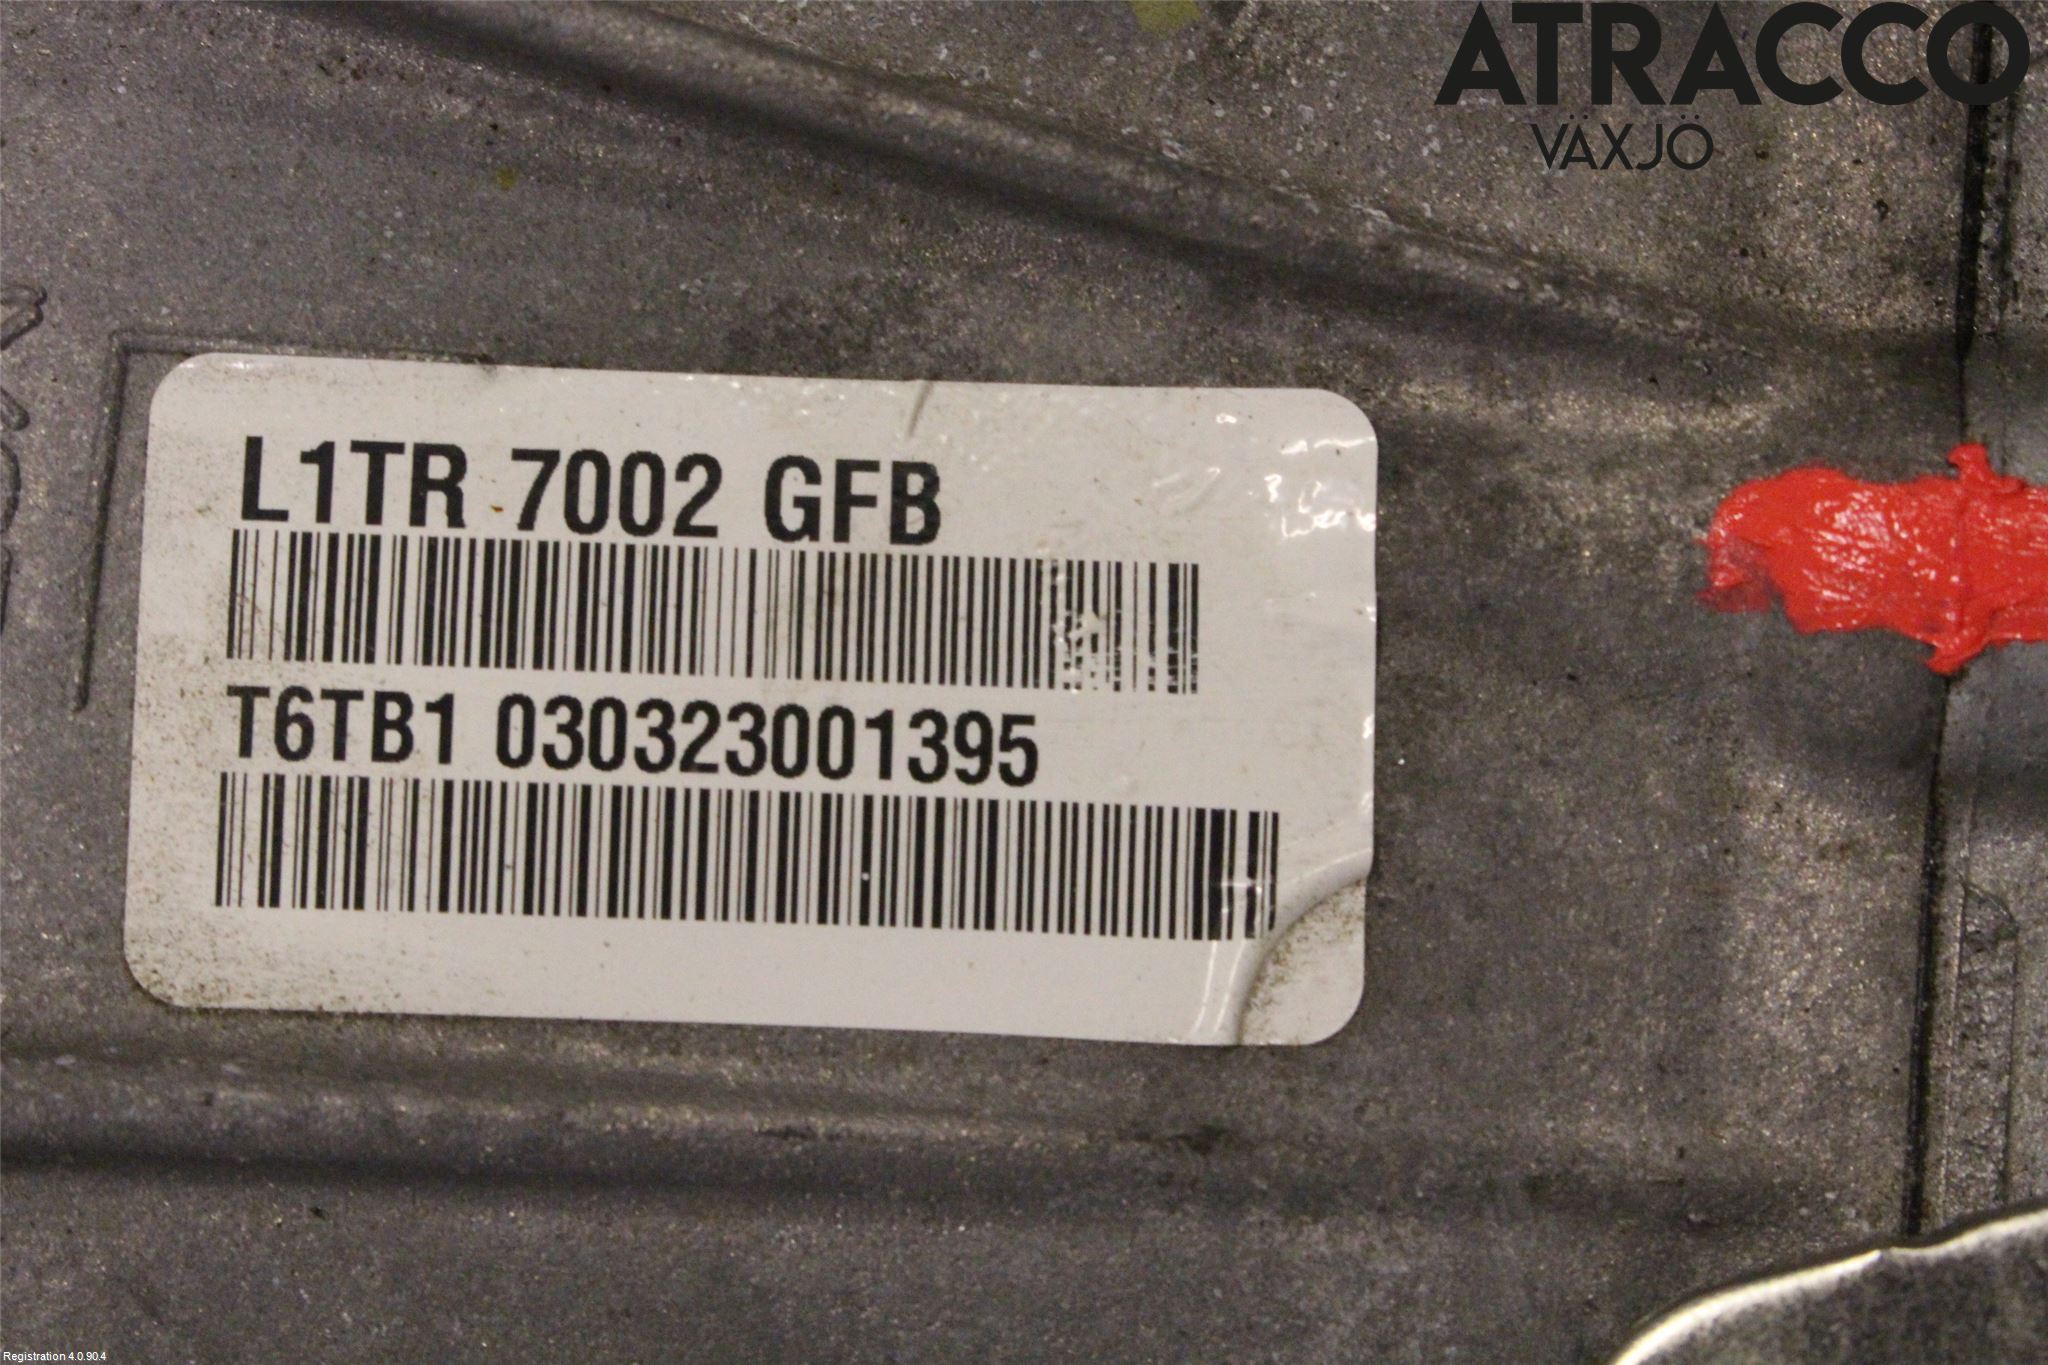 ATRACCO
VÄXJÖ
L1TR 7002 GFB
T6TB1 030323001395
Registration 4.0.90.4